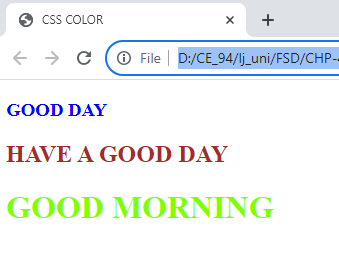 CSS COLOR
File D:/CE_94/lj_uni/FSD/CHP-
GOOD DAY
HAVE A GOOD DAY
GOOD MORNING